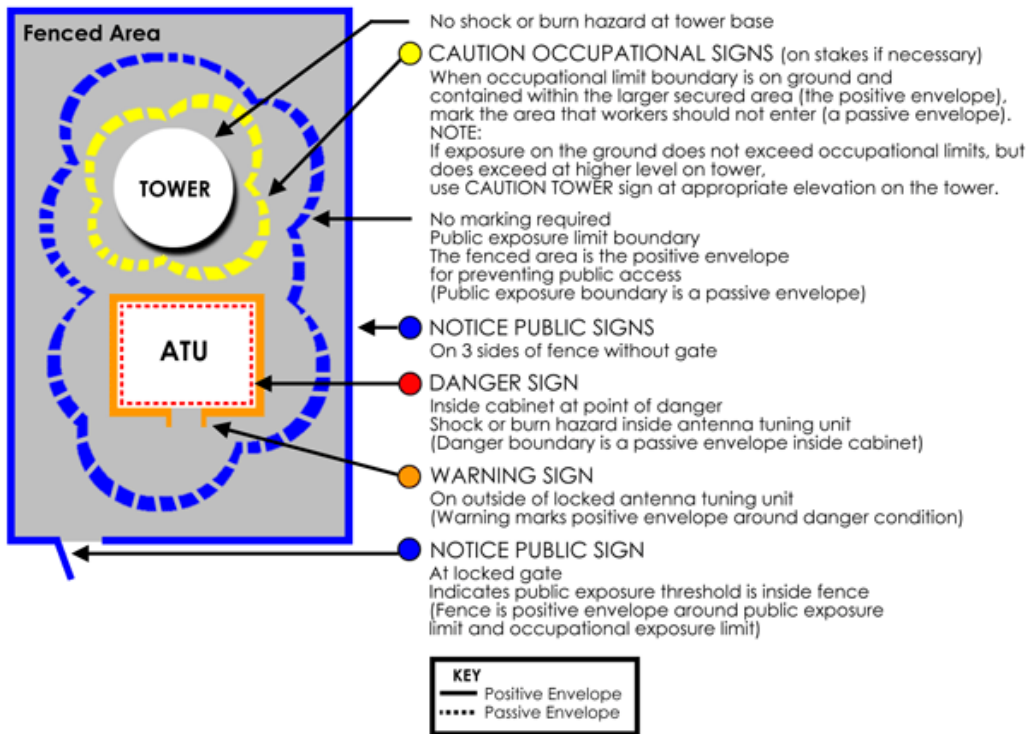 Fenced Area
TOWER
ATU
No shock or burn hazard at tower base
CAUTION OCCUPATIONAL SIGNS (on stakes if necessary)
When occupational limit boundary is on ground and
contained within the larger secured area (the positive envelope),
mark the area that workers should not enter (a passive envelope).
NOTE:
If exposure on the ground does not exceed occupational limits, but
does exceed at higher level on tower,
use CAUTION TOWER sign at appropriate elevation on the tower.
No marking required
Public exposure limit boundary
The fenced area is the positive envelope
for preventing public access
(Public exposure boundary is a passive envelope)
NOTICE PUBLIC SIGNS
On 3 sides of fence without gate
DANGER SIGN
Inside cabinet at point of danger
Shock or burn hazard inside antenna tuning unit
(Danger boundary is a passive envelope inside cabinet)
WARNING SIGN
On outside of locked antenna tuning unit
(Warning marks positive envelope around danger condition)
NOTICE PUBLIC SIGN
At locked gate
Indicates public exposure threshold is inside fence
(Fence is positive envelope around public exposure
limit and occupational exposure limit)
KEY
Positive Envelope
Passive Envelope